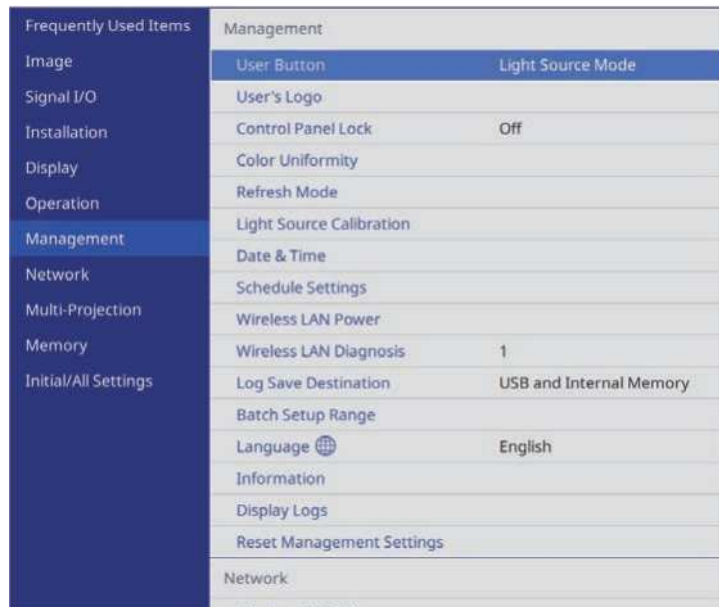 Frequently Used Items
Image
Signal I/O
Installation
Display
Operation
Management
Network
Multi-Projection
Memory
Initial/All Settings
Management
User Button Light Source Mode
User's Logo
Control Panel Lock Off
Color Uniformity
Refresh Mode
Light Source Calibration
Date & Time
Schedule Settings
Wireless LAN Power
Wireless LAN Diagnosis 1
Log Save Destination USB and Internal Memory
Batch Setup Range
Language English
Information
Display Logs
Reset Management Settings
Network